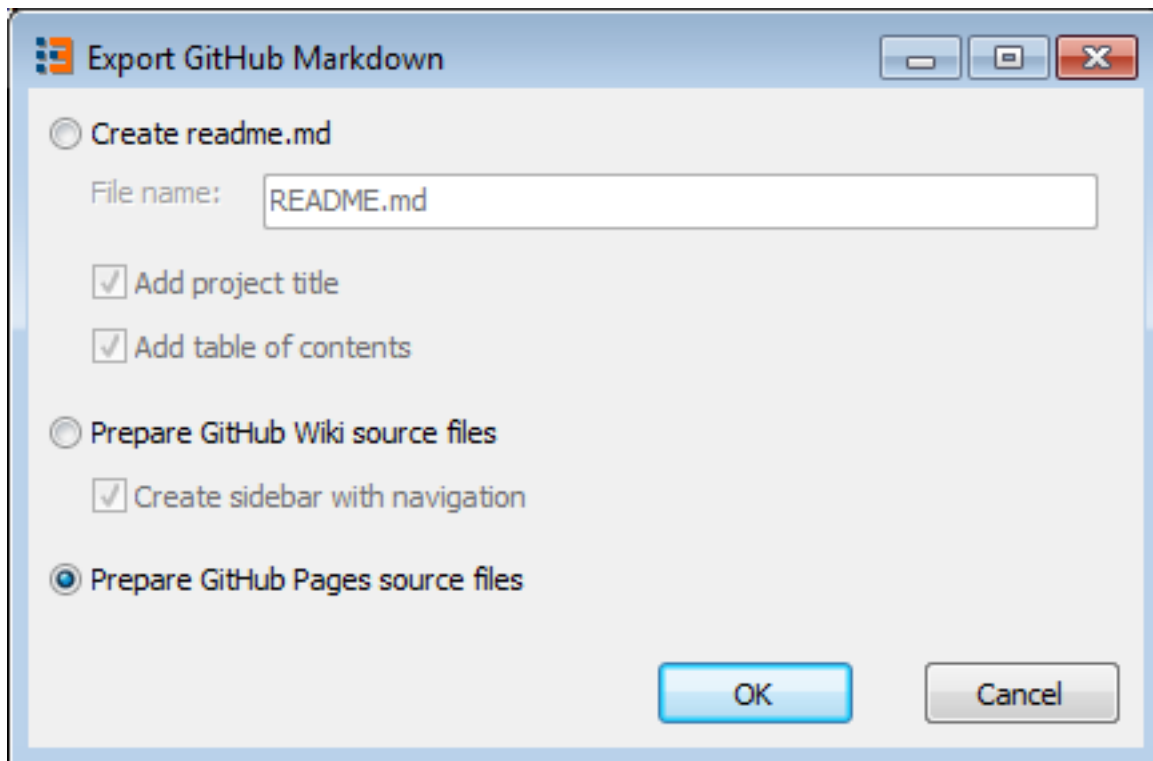 Export GitHub Markdown
Create readme.md
File name: README.md
Add project title
Add table of contents
Prepare GitHub Wiki source files
Create sidebar with navigation
Prepare GitHub Pages source files
OK Cancel